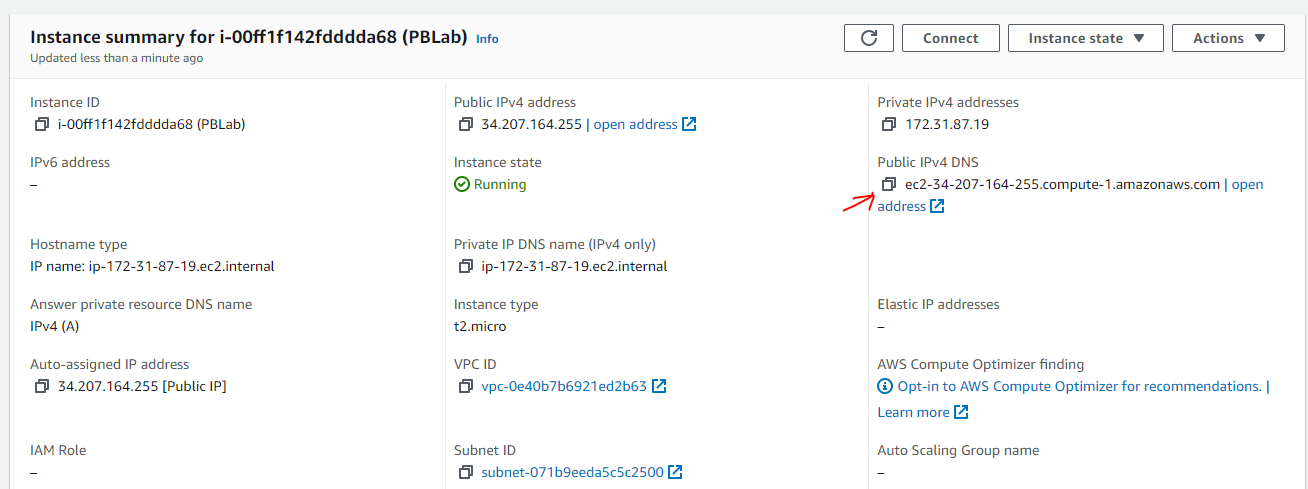 Instance summary for i-00ff1f142fdddda68 (PBLab) Info
Updated less than a minute ago
Connect
Instance state
Actions
Instance ID
i-00ff1f142fdddda68 (PBLab)
Public IPv4 address
34.207.164.255 | open address
Private IPv4 addresses
172.31.87.19
IPv6 address
–
Instance state
Running
Public IPv4 DNS
ec2-34-207-164-255.compute-1.amazonaws.com | open
address
Hostname type
IP name: ip-172-31-87-19.ec2.internal
Private IP DNS name (IPv4 only)
ip-172-31-87-19.ec2.internal
Answer private resource DNS name
IPv4 (A)
Instance type
t2.micro
Elastic IP addresses
–
Auto-assigned IP address
34.207.164.255 [Public IP]
VPC ID
vpc-0e40b7b6921ed2b63
AWS Compute Optimizer finding
Opt-in to AWS Compute Optimizer for recommendations. |
Learn more
IAM Role
–
Subnet ID
subnet-071b9eeda5c5c2500
Auto Scaling Group name
–